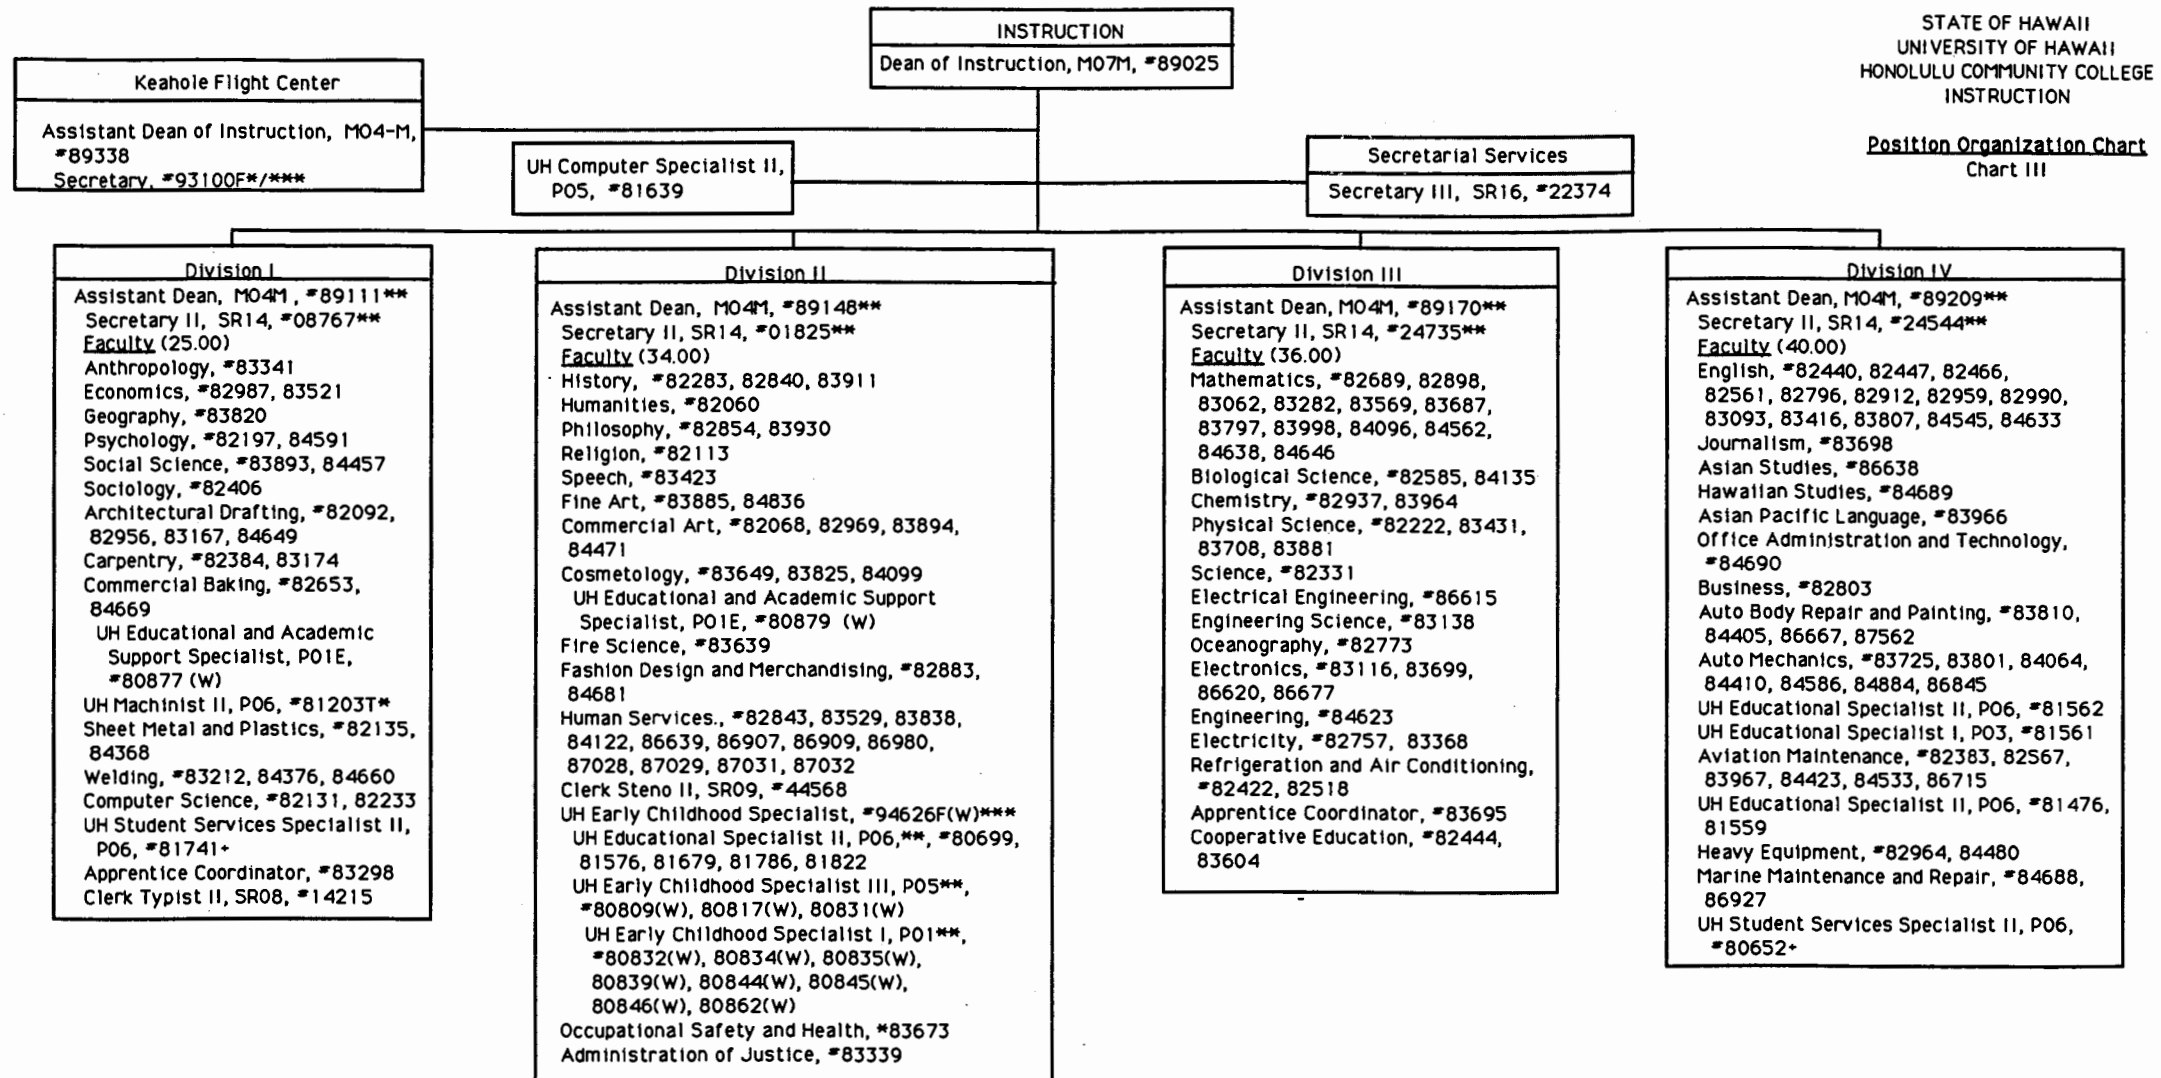 STATE OF HAWAII
UNIVERSITY OF HAWAII
HONOLULU COMMUNITY COLLEGE
INSTRUCTION
Position Organization Chart
Chart III
INSTRUCTION
Dean of Instruction, M07M, #89025
Keahole Flight Center
Assistant Dean of Instruction, M04-M,
#89338
Secretary, #93100F*/***
UH Computer Specialist II,
P05, #81639
Secretarial Services
Secretary III, SR16, #22374
Division I
Assistant Dean, M04M, #89111**
Secretary II, SR14, #08767**
Faculty (25.00)
Anthropology, #83341
Economics, #82987, 83521
Geography, #83820
Psychology, #82197, 84591
Social Science, #83893, 84457
Sociology, #82406
Architectural Drafting, #82092,
82956, 83167, 84649
Carpentry, #82384, 83174
Commercial Baking, #82653,
84669
UH Educational and Academic
Support Specialist, P01E,
#80877 (W)
UH Machinist II, P06, #81203T*
Sheet Metal and Plastics, #82135,
84368
Welding, #83212, 84376, 84660
Computer Science, #82131, 82233
UH Student Services Specialist II,
P06, #81741+
Apprentice Coordinator, #83298
Clerk Typist II, SR08, #14215
Division II
Assistant Dean, M04M, #89148**
Secretary II, SR14, #01825**
Faculty (34.00)
History, #82283, 82840, 83911
Humanities, #82060
Philosophy, #82854, 83930
Religion, #82113
Speech, #83423
Fine Art, #83885, 84836
Commercial Art, #82068, 82969, 83894,
84471
Cosmetology, #83649, 83825, 84099
UH Educational and Academic Support
Specialist, P01E, #80879 (W)
Fire Science, #83639
Fashion Design and Merchandising, #82883,
84681
Human Services., #82843, 83529, 83838,
84122, 86639, 86907, 86909, 86980,
87028, 87029, 87031, 87032
Clerk Steno II, SR09, #44568
UH Early Childhood Specialist, #94626F(W)***
UH Educational Specialist II, P06,**, #80699,
81576, 81679, 81786, 81822
UH Early Childhood Specialist III, P05**,
#80809(W), 80817(W), 80831(W)
UH Early Childhood Specialist I, P01**,
#80832(W), 80834(W), 80835(W),
80839(W), 80844(W), 80845(W),
80846(W), 80862(W)
Occupational Safety and Health, #83673
Administration of Justice, #83339
Division III
Assistant Dean, M04M, #89170**
Secretary II, SR14, #24735**
Faculty (36.00)
Mathematics, #82689, 82898,
83062, 83282, 83569, 83687,
83797, 83998, 84096, 84562,
84638, 84646
Biological Science, #82585, 84135
Chemistry, #82937, 83964
Physical Science, #82222, 83431,
83708, 83881
Science, #82331
Electrical Engineering, #86615
Engineering Science, #83138
Oceanography, #82773
Electronics, #83116, 83699,
86620, 86677
Engineering, #84623
Electricity, #82757, 83368
Refrigeration and Air Conditioning,
#82422, 82518
Apprentice Coordinator, #83695
Cooperative Education, #82444,
83604
Division IV
Assistant Dean, M04M, #89209**
Secretary II, SR14, #24544**
Faculty (40.00)
English, #82440, 82447, 82466,
82561, 82796, 82912, 82959, 82990,
83093, 83416, 83807, 84545, 84633
Journalism, #83698
Asian Studies, #86638
Hawaiian Studies, #84689
Asian Pacific Language, #83966
Office Administration and Technology,
#84690
Business, #82803
Auto Body Repair and Painting, #83810,
84405, 86667, 87562
Auto Mechanics, #83725, 83801, 84064,
84410, 84586, 84884, 86845
UH Educational Specialist II, P06, #81562
UH Educational Specialist I, P03, #81561
Aviation Maintenance, #82383, 82567,
83967, 84423, 84533, 86715
UH Educational Specialist II, P06, #81476,
81559
Heavy Equipment, #82964, 84480
Marine Maintenance and Repair, #84688,
86927
UH Student Services Specialist II, P06,
#80652+